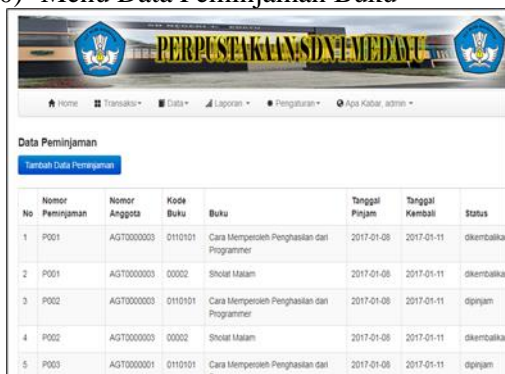 Menu Data Peminjaman Buku
PERPUSTAKAAN SDN 1 MEDAYU
Home Transaksi Data Laporan Pengaturan Apa Kabar, admin
Data Peminjaman
Tambah Data Peminjaman
No Nomor Peminjaman Nomor Anggota Kode Buku Buku Tanggal Pinjam Tanggal Kembali Status
1 P001 AGT0000003 0110101 Cara Memperoleh Penghasilan dari Programmer 2017-01-08 2017-01-11 dikembalika
2 P001 AGT0000003 00002 Sholat Malam 2017-01-08 2017-01-11 dikembalika
3 P002 AGT0000003 0110101 Cara Memperoleh Penghasilan dari Programmer 2017-01-08 2017-01-11 dipinjam
4 P002 AGT0000003 00002 Sholat Malam 2017-01-08 2017-01-11 dikembalika
5 P003 AGT0000001 0110101 Cara Memperoleh Penghasilan dari 2017-01-08 2017-01-11 dipinjam